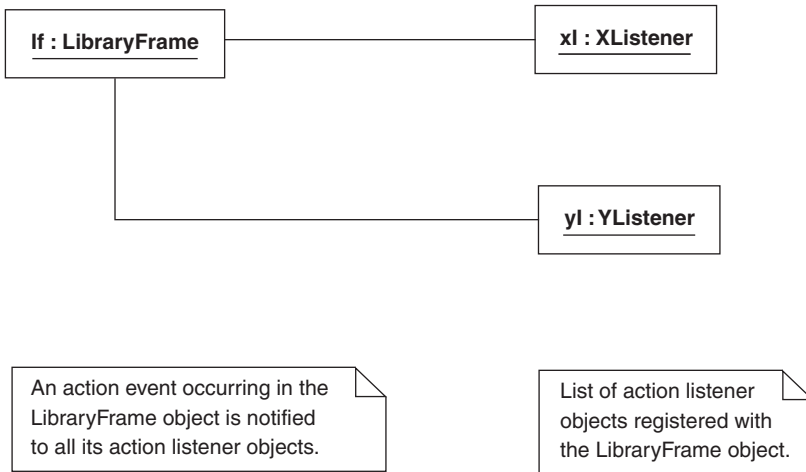 lf : LibraryFrame
xl : XListener
yl : YListener
An action event occurring in the
LibraryFrame object is notified
to all its action listener objects.
List of action listener
objects registered with
the LibraryFrame object.